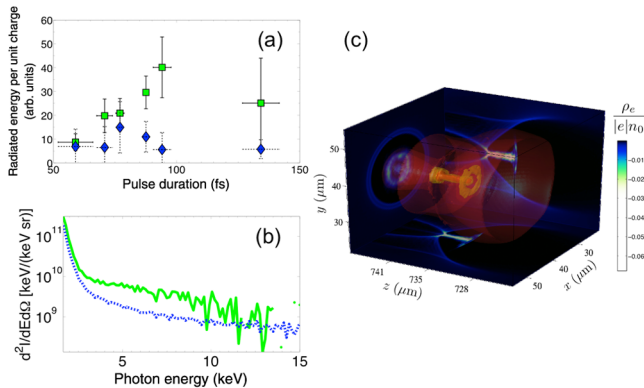 (a)
Radiated energy per unit charge
(arb. units)
60
50
40
30
20
10
0
50
100
150
Pulse duration (fs)
(b)
d²I/dEdΩ [keV/(keV sr)]
10¹¹
10¹⁰
10⁹
5
10
15
Photon energy (keV)
(c)
y (μm)
50
40
30
741
735
728
z (μm)
50
40
30
x (μm)
ρₑ
|e|n₀
−0.01
−0.02
−0.03
−0.04
−0.05
−0.06